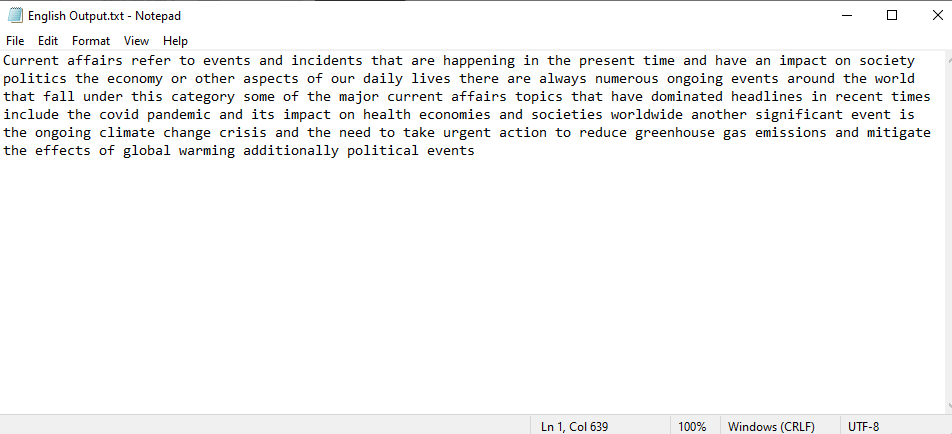 English Output.txt - Notepad
File Edit Format View Help
Current affairs refer to events and incidents that are happening in the present time and have an impact on society
politics the economy or other aspects of our daily lives there are always numerous ongoing events around the world
that fall under this category some of the major current affairs topics that have dominated headlines in recent times
include the covid pandemic and its impact on health economies and societies worldwide another significant event is
the ongoing climate change crisis and the need to take urgent action to reduce greenhouse gas emissions and mitigate
the effects of global warming additionally political events
Ln 1, Col 639 100% Windows (CRLF) UTF-8